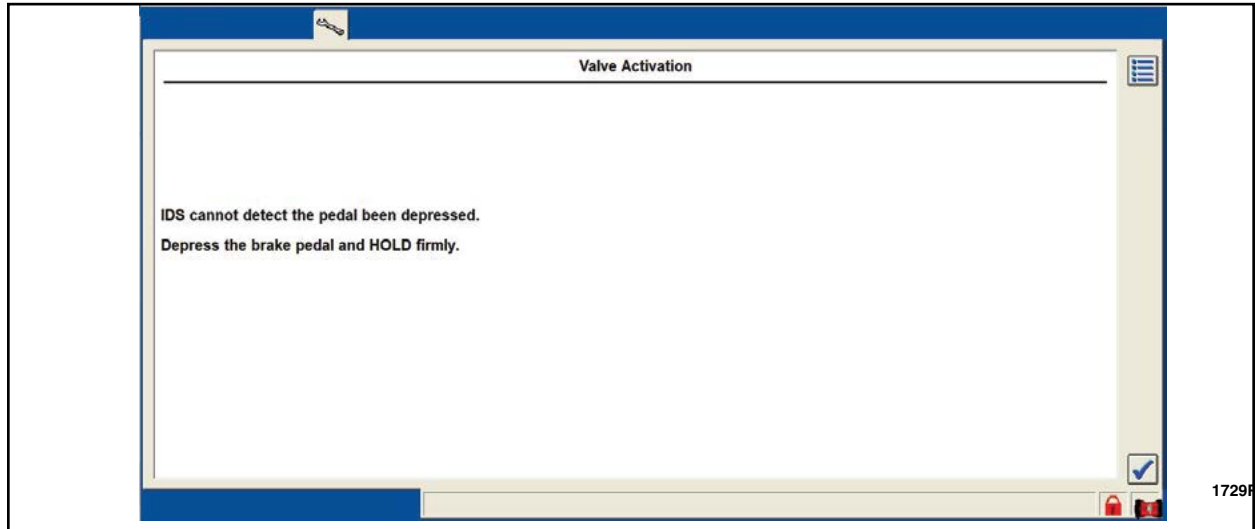 Valve Activation
IDS cannot detect the pedal been depressed.
Depress the brake pedal and HOLD firmly.